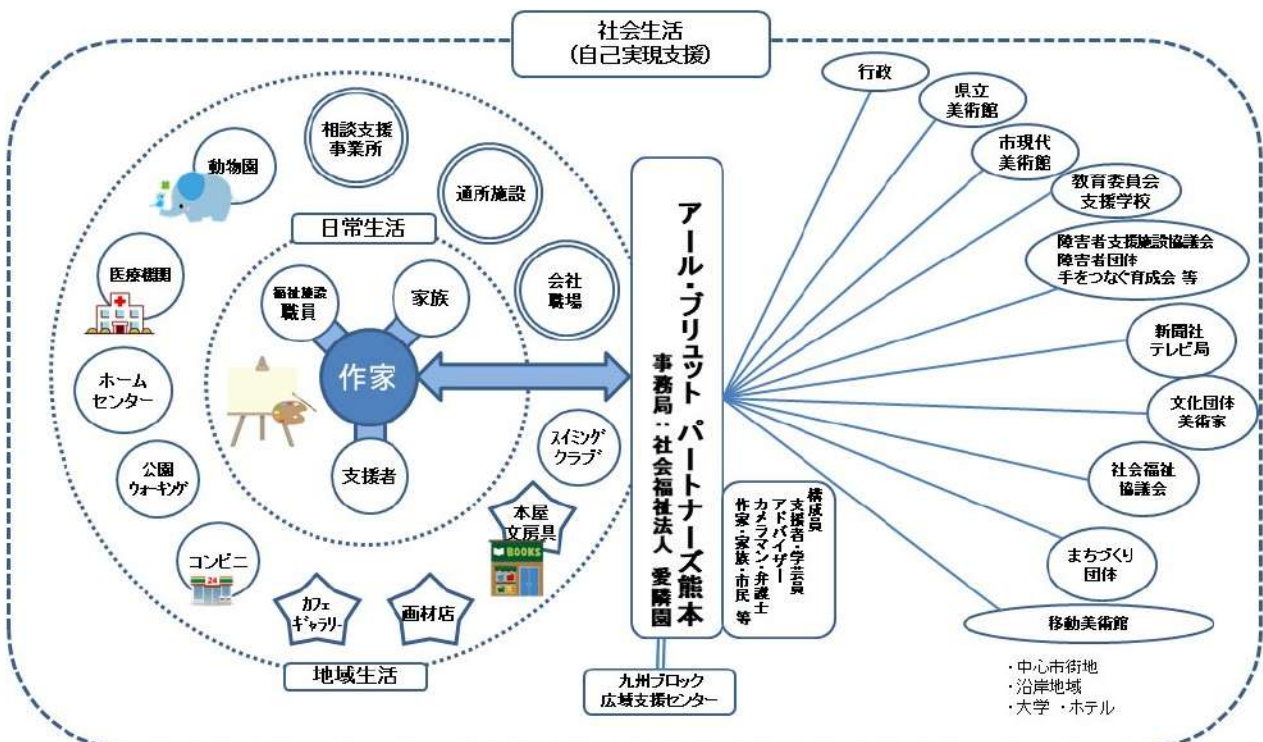 社会生活
(自己実現支援)
行政
県立
美術館
市現代
美術館
教育委員会
支援学校
障害者支援施設協議会
障害者団体
手をつなぐ育成会 等
新聞社
テレビ局
文化団体
美術家
社会福祉
協議会
まちづくり
団体
移動美術館
・中心市街地
・沿岸地域
・大学 ・ホテル
相談支援
事業所
動物園
通所施設
日常生活
医療機関
福祉施設
職員
家族
会社
職場
ホーム
センター
作家
公園
ウォーキング
支援者
スイミング
クラブ
本屋
文房具
BOOKS
コンビニ
24
カフェ
ギャラリー
画材店
地域生活
アール・ブリュット パートナーズ熊本
事務局:社会福祉法人 愛隣園
構成員
支援者・学芸員
アドバイザー
カメラマン・弁護士
作家・家族・市民 等
九州ブロック
広域支援センター